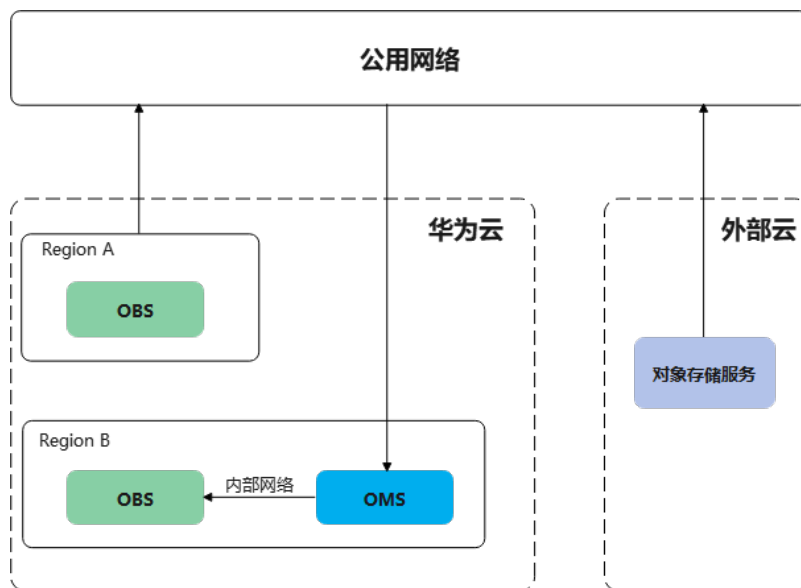 公用网络
华为云
外部云
Region A
OBS
对象存储服务
Region B
OBS
内部网络
OMS